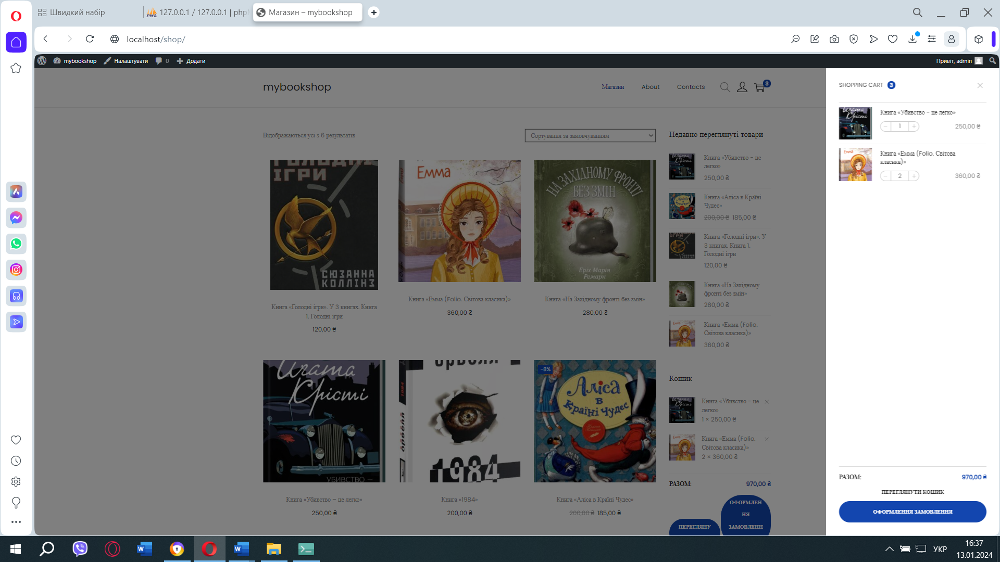 Швидкий набір
127.0.0.1 / 127.0.0.1 | php
Магазин – mybookshop
localhost/shop/
mybookshop
Налаштувати
0
Додати
Привіт, admin
mybookshop
Магазин
About
Contacts
3
Відображаються усі з 6 результатів
Сортування за замовчуванням
ГОЛОДНІ
ІГРИ
СЮЗАННА
КОЛЛІНЗ
Емма
НА ЗАХІДНОМУ ФРОНТІ
БЕЗ ЗМІН
Еріх Марія
Ремарк
Книга «Голодні ігри». У 3 книгах. Книга
1. Голодні ігри
120,00 ₴
Книга «Емма (Folio. Світова класика)»
360,00 ₴
Книга «На Західному фронті без змін»
280,00 ₴
Агата
Крісті
УБИВСТВО —
орвелл
1984
орвелл
1984
-8%
Аліса
в
Країні Чудес
Книга «Убивство – це легко»
250,00 ₴
Книга «1984»
200,00 ₴
Книга «Аліса в Країні Чудес»
200,00 ₴ 185,00 ₴
Недавно переглянуті товари
Книга «Убивство – це
легко»
250,00 ₴
Книга «Аліса в Країні
Чудес»
200,00 ₴ 185,00 ₴
Книга «Голодні ігри». У
3 книгах. Книга 1.
Голодні ігри
120,00 ₴
Книга «На Західному
фронті без змін»
280,00 ₴
Книга «Емма (Folio.
Світова класика)»
360,00 ₴
Кошик
Книга «Убивство – це
легко»
1 × 250,00 ₴
Книга «Емма (Folio.
Світова класика)»
2 × 360,00 ₴
РАЗОМ:
970,00 ₴
ПЕРЕГЛЯНУ
ОФОРМЛЕН
НЯ
ЗАМОВЛЕНН
SHOPPING CART 3
Книга «Убивство – це легко»
− 1 +
250,00 ₴
Книга «Емма (Folio. Світова
класика)»
− 2 +
360,00 ₴
РАЗОМ:
970,00 ₴
ПЕРЕГЛЯНУТИ КОШИК
ОФОРМЛЕННЯ ЗАМОВЛЕННЯ
УКР
16:37
13.01.2024